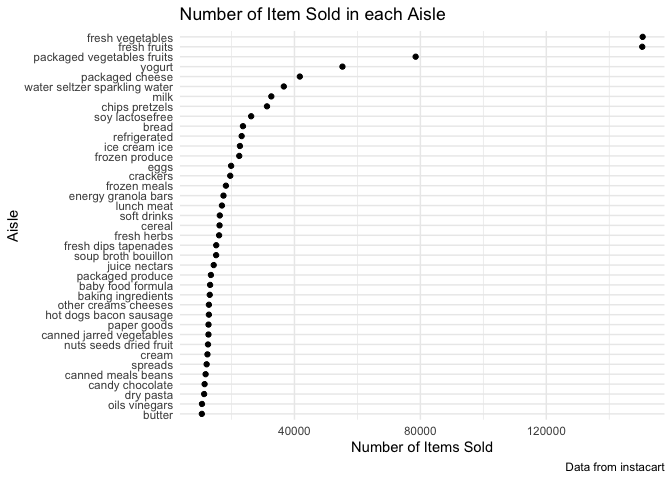 Number of Item Sold in each Aisle
fresh vegetables
fresh fruits
packaged vegetables fruits
yogurt
packaged cheese
water seltzer sparkling water
milk
chips pretzels
soy lactosefree
bread
refrigerated
ice cream ice
frozen produce
eggs
crackers
frozen meals
energy granola bars
lunch meat
soft drinks
cereal
fresh herbs
fresh dips tapenades
soup broth bouillon
juice nectars
packaged produce
baby food formula
baking ingredients
other creams cheeses
hot dogs bacon sausage
paper goods
canned jarred vegetables
nuts seeds dried fruit
cream
spreads
canned meals beans
candy chocolate
dry pasta
oils vinegars
butter
Aisle
40000 80000 120000
Number of Items Sold
Data from instacart